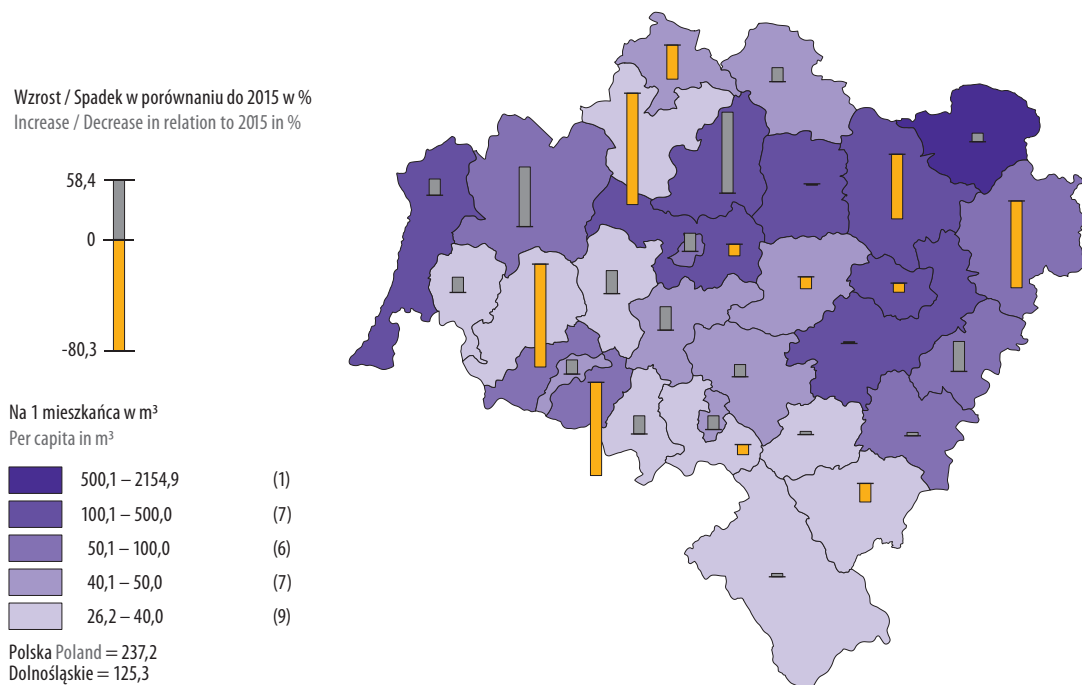 Wzrost / Spadek w porównaniu do 2015 w %
Increase / Decrease in relation to 2015 in %
58,4
0
-80,3
Na 1 mieszkańca w m³
Per capita in m³
500,1 – 2154,9 (1)
100,1 – 500,0 (7)
50,1 – 100,0 (6)
40,1 – 50,0 (7)
26,2 – 40,0 (9)
Polska Poland = 237,2
Dolnośląskie = 125,3